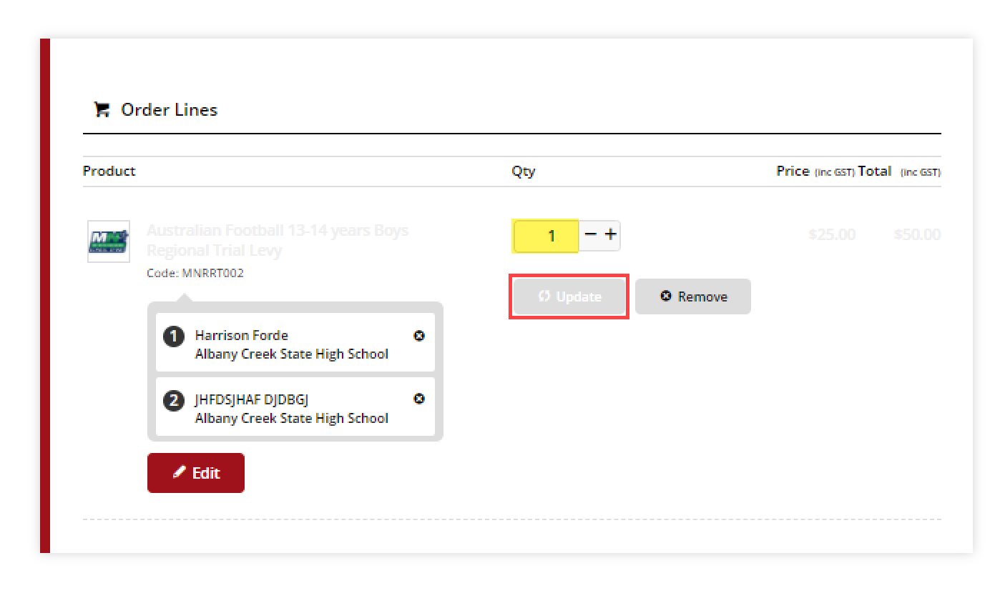 Order Lines
Product Qty Price (inc GST) Total (inc GST)
Australian Football 13-14 years Boys
Regional Trial Levy
Code: MNRRT002
1 − +
$25.00 $50.00
Update Remove
1 Harrison Forde
Albany Creek State High School
2 JHFDSJHAF DJDBGJ
Albany Creek State High School
Edit